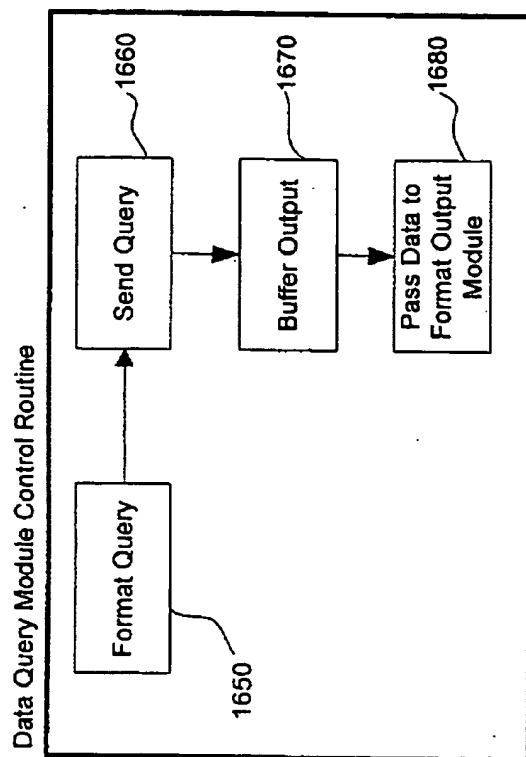 Data Query Module Control Routine
Format Query
1650
Send Query
1660
Buffer Output
1670
Pass Data to
Format Output
Module
1680